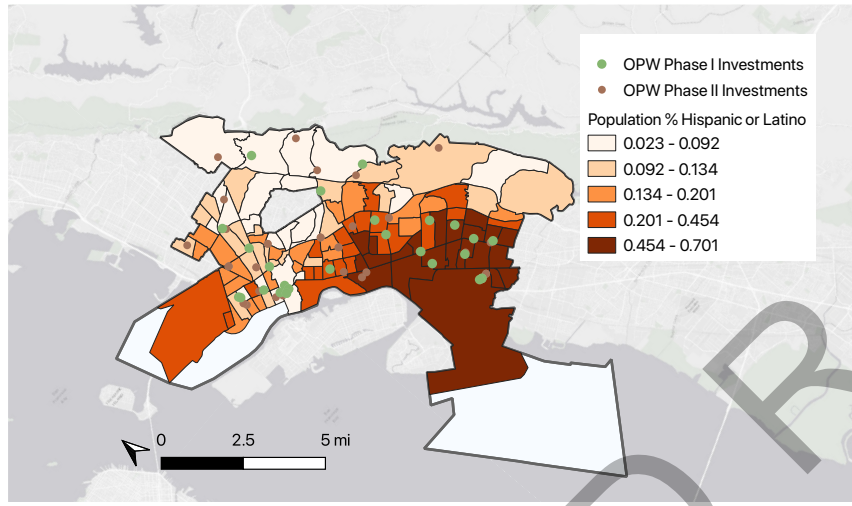 OPW Phase I Investments
OPW Phase II Investments
Population % Hispanic or Latino
0.023 - 0.092
0.092 - 0.134
0.134 - 0.201
0.201 - 0.454
0.454 - 0.701
0 2.5 5 mi
O R